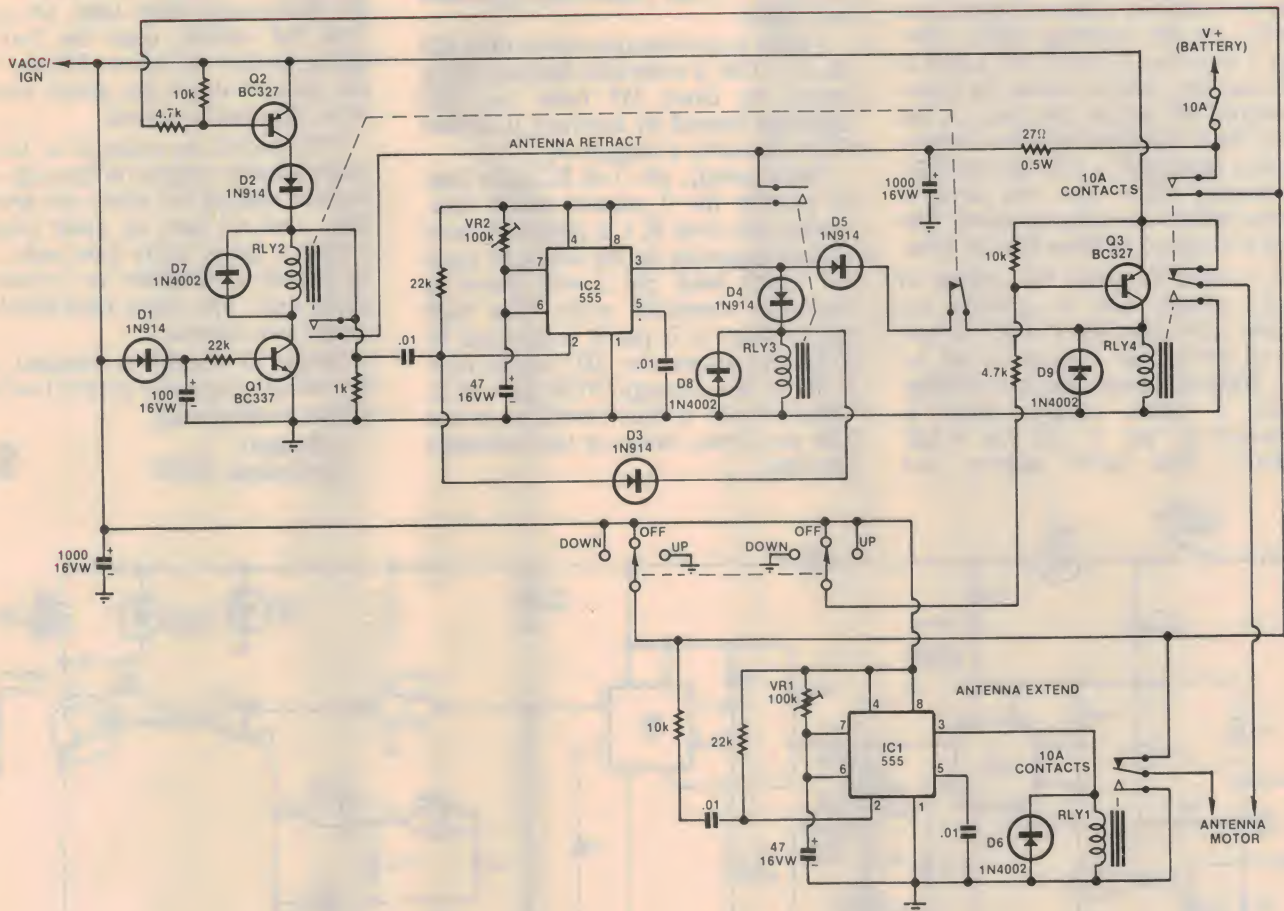 VACC/
IGN
Q2
BC327
10k
4.7k
D2
1N914
D7
1N4002
RLY2
D1
1N914
22k
100
16VW
Q1
BC337
1k
.01
ANTENNA RETRACT
22k
VR2
100k
47
16VW
4
8
7
6
3
5
2
1
IC2
555
.01
D5
1N914
D4
1N914
D8
1N4002
RLY3
D3
1N914
1000
16VW
27Ω
0.5W
V+
(BATTERY)
10A
10A
CONTACTS
10k
Q3
BC327
4.7k
D9
1N4002
RLY4
1000
16VW
DOWN
OFF
UP
DOWN
OFF
UP
10k
22k
.01
VR1
100k
47
16VW
4
8
7
6
3
5
2
1
IC1
555
.01
ANTENNA EXTEND
10A
CONTACTS
D6
1N4002
RLY1
ANTENNA
MOTOR